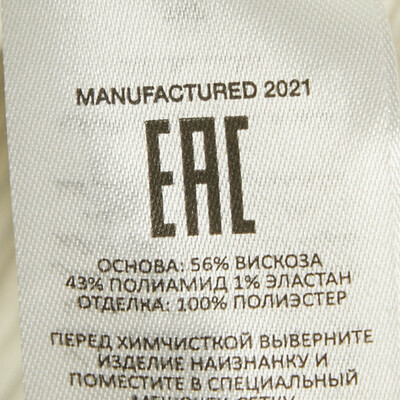 MANUFACTURED 2021
EAC
ОСНОВА: 56% ВИСКОЗА
43% ПОЛИАМИД 1% ЭЛАСТАН
ОТДЕЛКА: 100% ПОЛИЭСТЕР
ПЕРЕД ХИМЧИСТКОЙ ВЫВЕРНИТЕ
ИЗДЕЛИЕ НАИЗНАНКУ И
ПОМЕСТИТЕ В СПЕЦИАЛЬНЫЙ